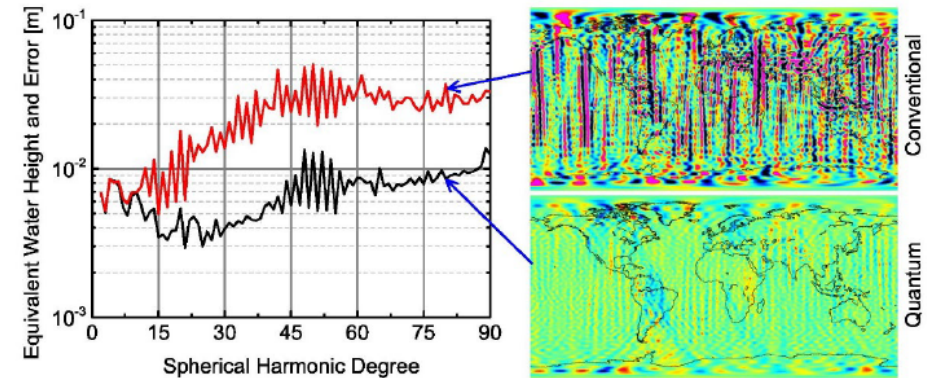 Equivalent Water Height and Error [m]
10-1
10-2
10-3
0 15 30 45 60 75 90
Spherical Harmonic Degree
Conventional
Quantum